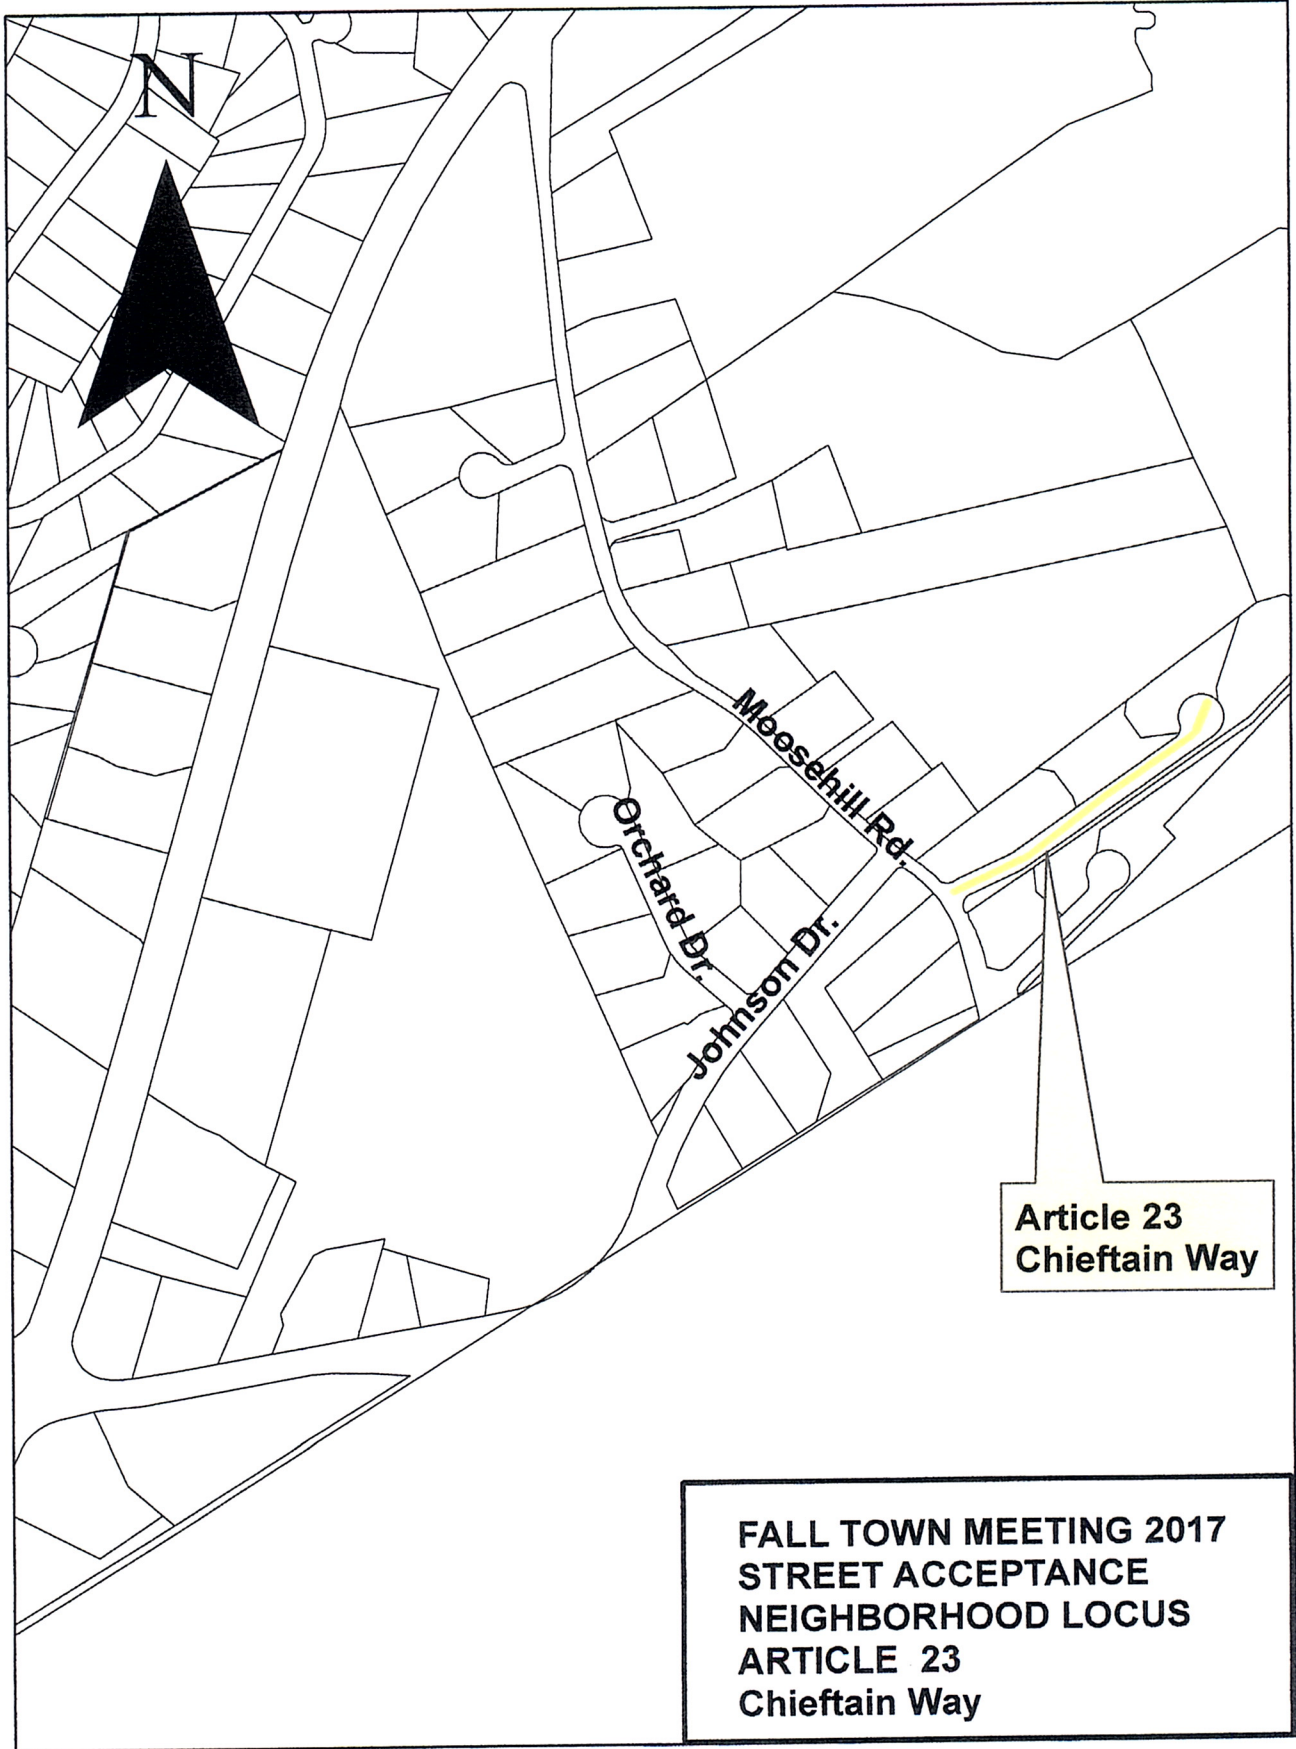 N
Moosehill Rd.
Orchard Dr.
Johnson Dr.
Article 23
Chieftain Way
FALL TOWN MEETING 2017
STREET ACCEPTANCE
NEIGHBORHOOD LOCUS
ARTICLE 23
Chieftain Way